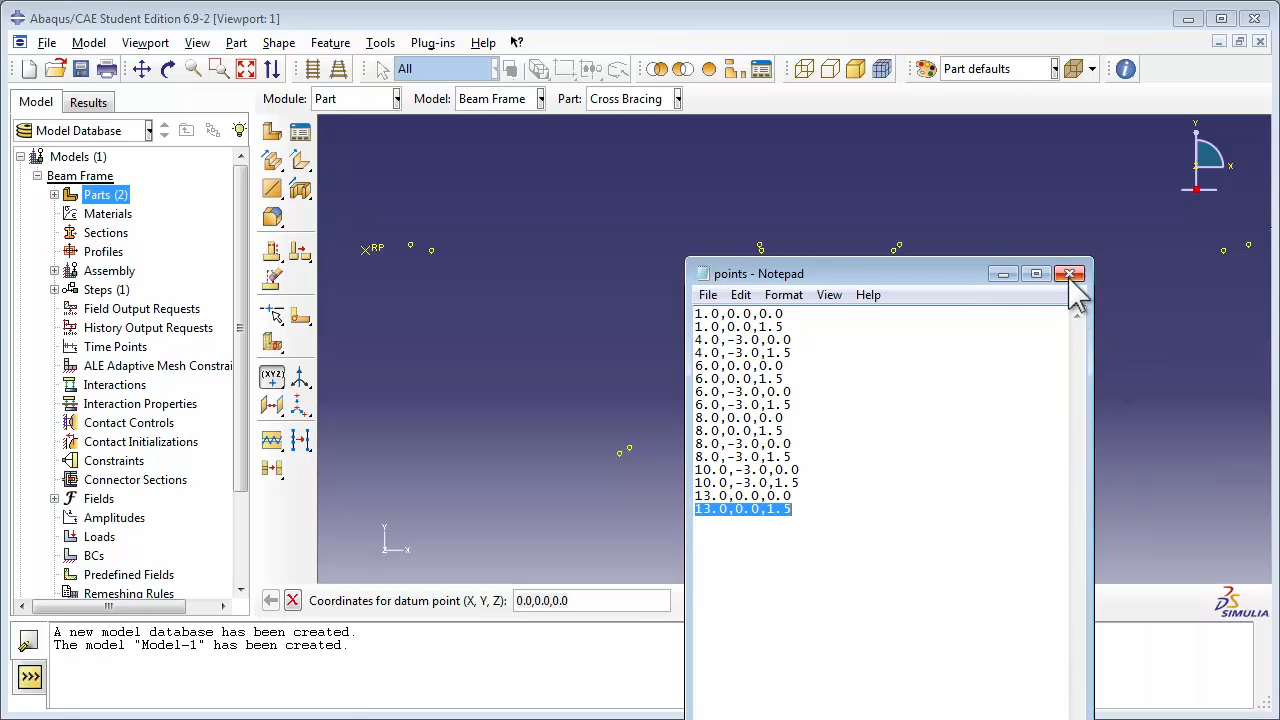 Abaqus/CAE Student Edition 6.9-2 [Viewport: 1]
File Model Viewport View Part Shape Feature Tools Plug-ins Help
All
Part defaults
Model Results
Module: Part Model: Beam Frame Part: Cross Bracing
Model Database
Models (1)
Beam Frame
Parts (2)
Materials
Sections
Profiles
Assembly
Steps (1)
Field Output Requests
History Output Requests
Time Points
ALE Adaptive Mesh Constrai
Interactions
Interaction Properties
Contact Controls
Contact Initializations
Constraints
Connector Sections
Fields
Amplitudes
Loads
BCs
Predefined Fields
Remeshing Rules
(XYZ)
Y
X
Z
RP
Y
Z X
points - Notepad
File Edit Format View Help
1.0,0.0,0.0
1.0,0.0,1.5
4.0,-3.0,0.0
4.0,-3.0,1.5
6.0,0.0,0.0
6.0,0.0,1.5
6.0,-3.0,0.0
6.0,-3.0,1.5
8.0,0.0,0.0
8.0,0.0,1.5
8.0,-3.0,0.0
8.0,-3.0,1.5
10.0,-3.0,0.0
10.0,-3.0,1.5
13.0,0.0,0.0
13.0,0.0,1.5
Coordinates for datum point (X, Y, Z): 0.0,0.0,0.0
SIMULIA
A new model database has been created.
The model "Model-1" has been created.
>>>